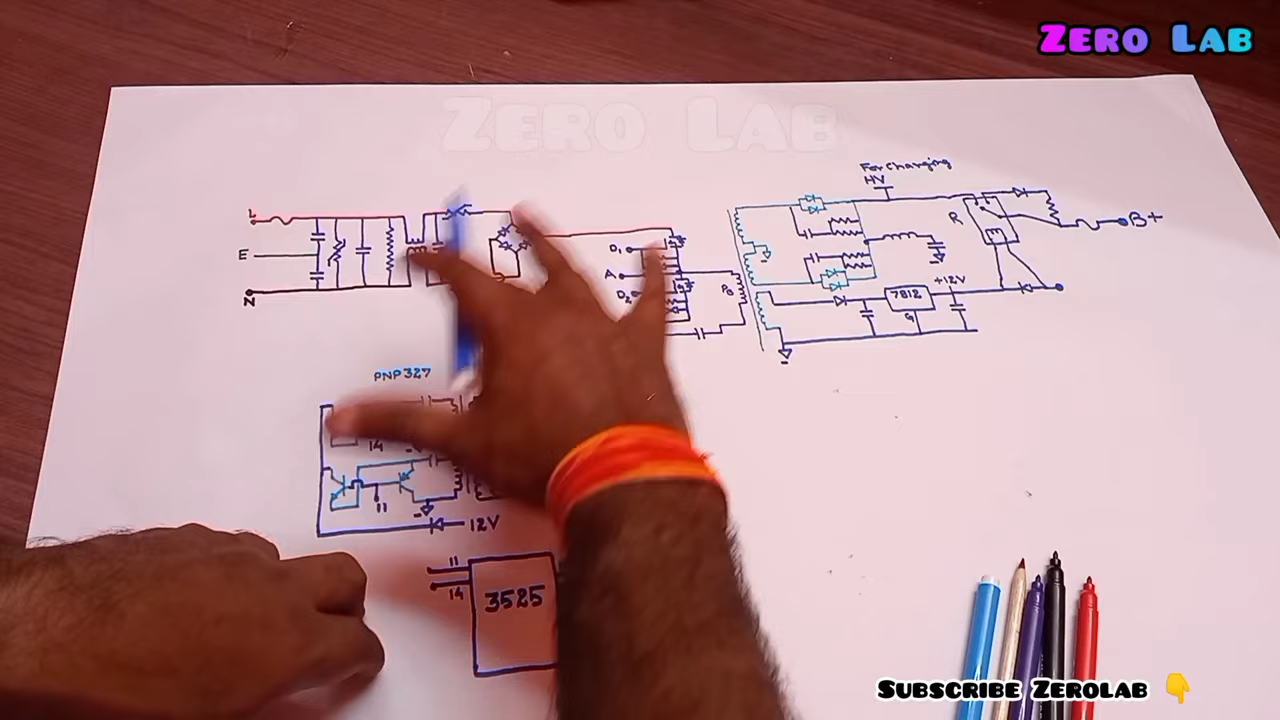 ZERO LAB
ZERO LAB
For Charging
HV
L
R
B+
E
D1
A
D2
P0
7812
+12V
G
N
PNP327
14
11
12V
11
3525
14
SUBSCRIBE ZEROLAB 👇